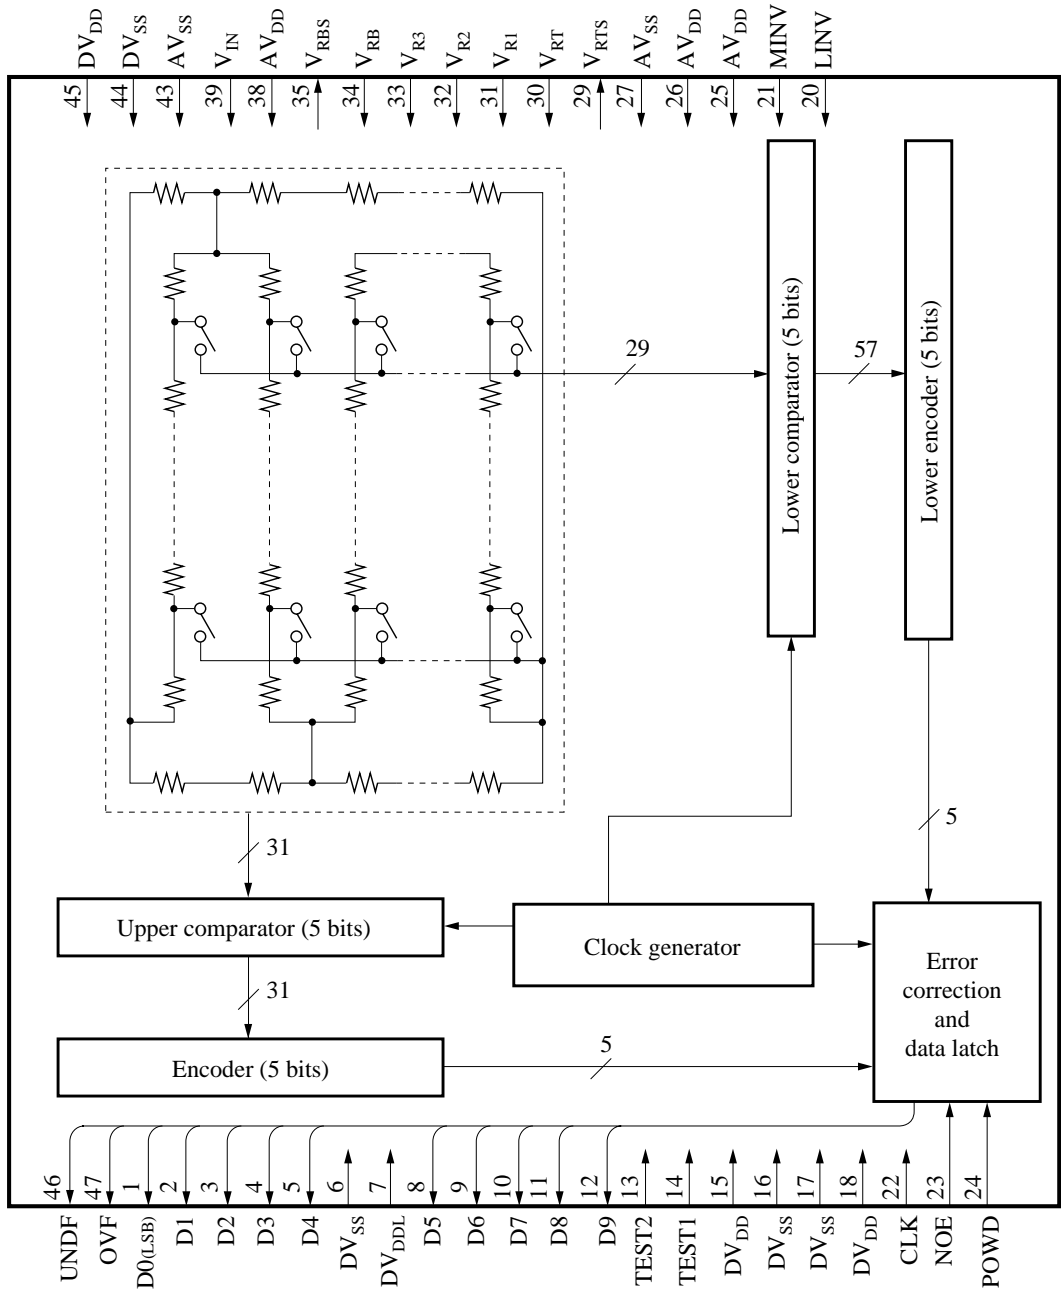 DVDD
DVSS
AVSS
VIN
AVDD
VRBS
VRB
VR3
VR2
VR1
VRT
VRTS
AVSS
AVDD
AVDD
MINV
LINV
45
44
43
39
38
35
34
33
32
31
30
29
27
26
25
21
20
29
Lower comparator (5 bits)
57
Lower encoder (5 bits)
31
5
Upper comparator (5 bits)
Clock generator
Error
correction
and
data latch
31
Encoder (5 bits)
5
46
47
1
2
3
4
5
6
7
8
9
10
11
12
13
14
15
16
17
18
22
23
24
UNDF
OVF
D0(LSB)
D1
D2
D3
D4
DVSS
DVDDL
D5
D6
D7
D8
D9
TEST2
TEST1
DVDD
DVSS
DVSS
DVDD
CLK
NOE
POWD